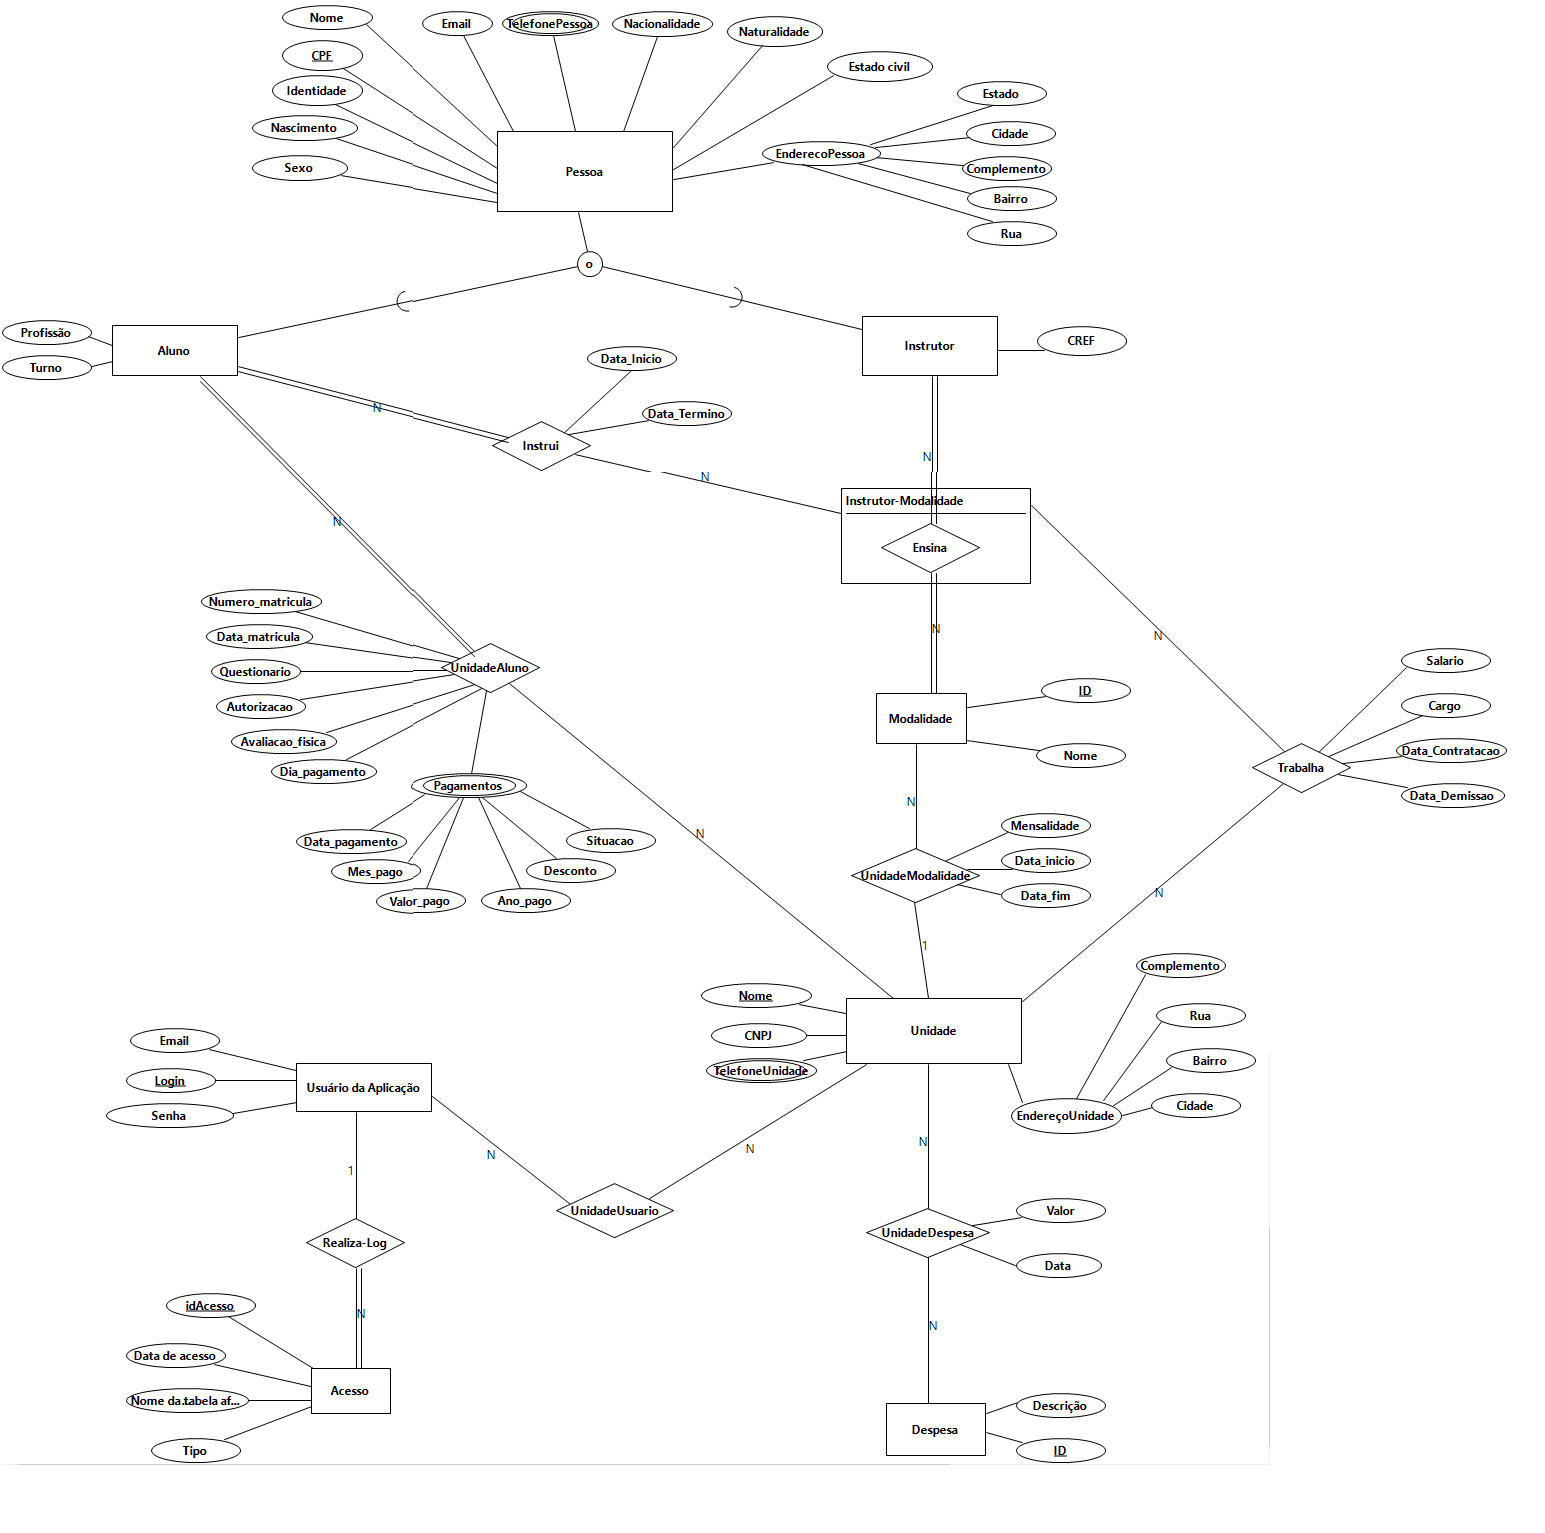 Nome
Email
TelefonePessoa
Nacionalidade
Naturalidade
CPF
Estado civil
Identidade
Estado
Nascimento
Cidade
EnderecoPessoa
Sexo
Pessoa
Complemento
Bairro
Rua
o
Profissão
Aluno
Instrutor
CREF
Turno
Data_Inicio
N
Data_Termino
Instrui
N
N
Instrutor-Modalidade
N
Ensina
Numero_matricula
N
Data_matricula
N
UnidadeAluno
Questionario
Salario
Autorizacao
ID
Cargo
Modalidade
Avaliacao_fisica
Nome
Data_Contratacao
Dia_pagamento
Trabalha
Pagamentos
Data_Demissao
N
Mensalidade
N
Data_pagamento
Situacao
Data_inicio
Mes_pago
Desconto
UnidadeModalidade
Data_fim
N
Valor_pago
Ano_pago
1
Complemento
Nome
Rua
Unidade
CNPJ
Email
Bairro
TelefoneUnidade
Login
Usuário da Aplicação
Cidade
Senha
EndereçoUnidade
N
N
N
1
UnidadeUsuario
Valor
UnidadeDespesa
Realiza-Log
Data
idAcesso
N
N
Data de acesso
Acesso
Nome da.tabela af...
Descrição
Despesa
Tipo
ID